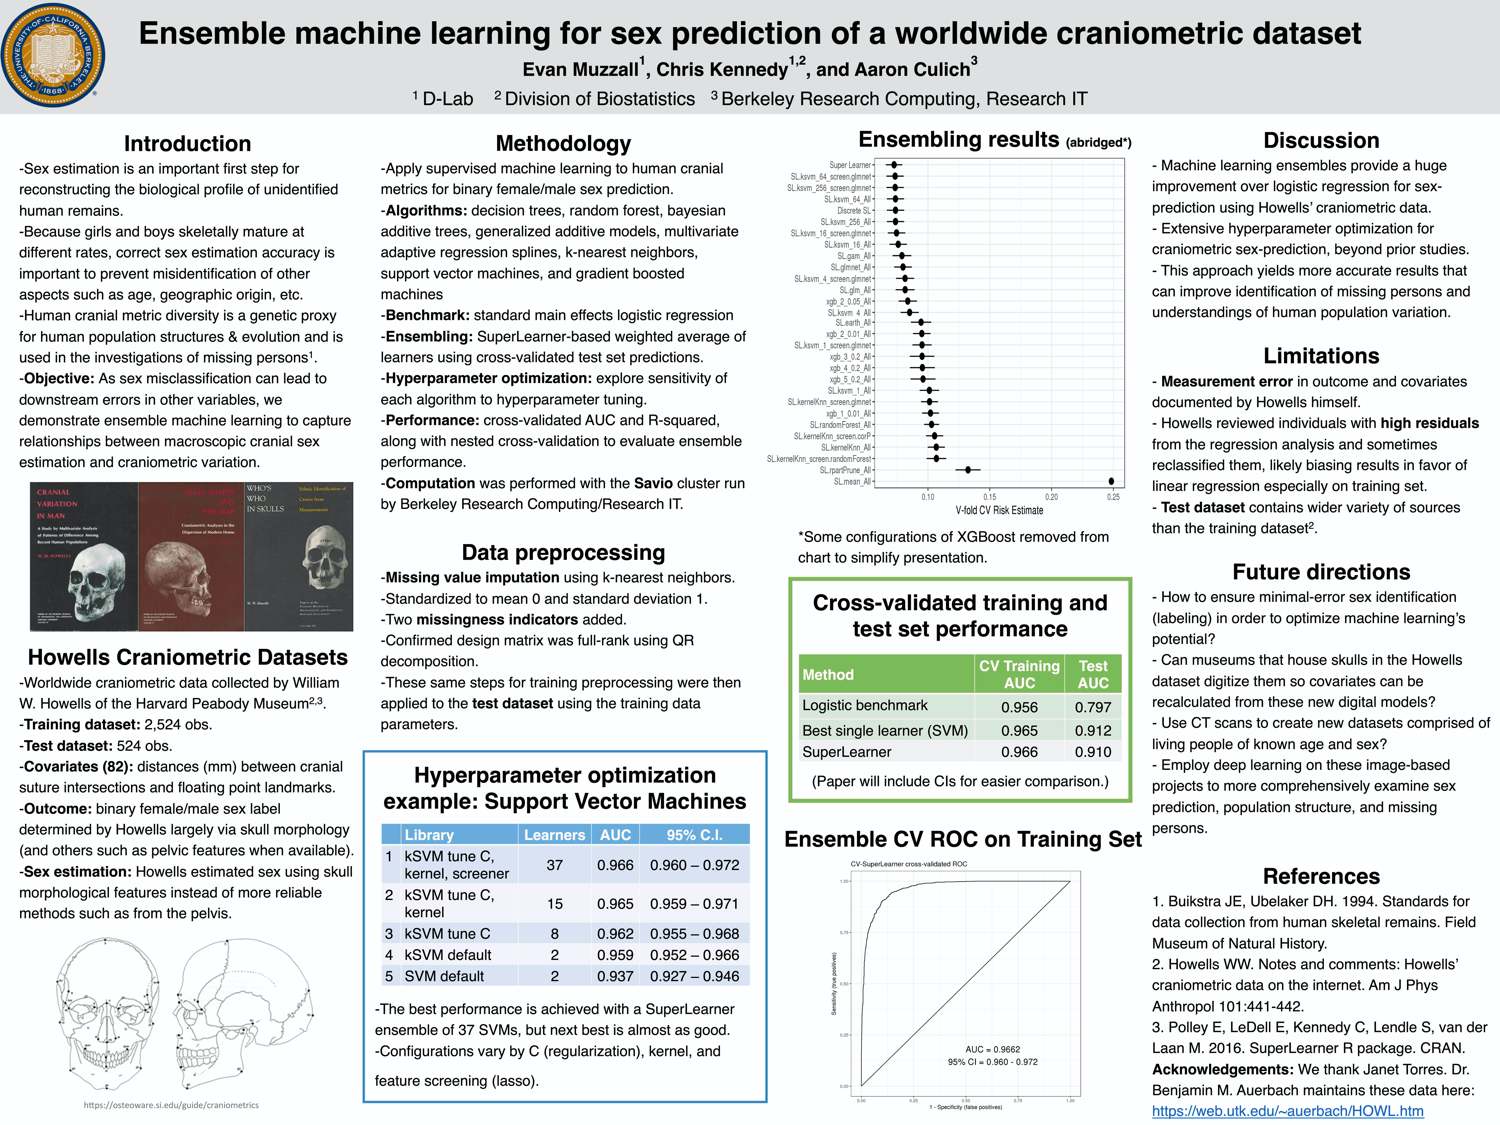 Ensemble machine learning for sex prediction of a worldwide craniometric dataset
Evan Muzzall1, Chris Kennedy1,2, and Aaron Culich3
1 D-Lab 2 Division of Biostatistics 3 Berkeley Research Computing, Research IT
Introduction
-Sex estimation is an important first step for
reconstructing the biological profile of unidentified
human remains.
-Because girls and boys skeletally mature at
different rates, correct sex estimation accuracy is
important to prevent misidentification of other
aspects such as age, geographic origin, etc.
-Human cranial metric diversity is a genetic proxy
for human population structures & evolution and is
used in the investigations of missing persons1.
-Objective: As sex misclassification can lead to
downstream errors in other variables, we
demonstrate ensemble machine learning to capture
relationships between macroscopic cranial sex
estimation and craniometric variation.
CRANIAL
VARIATION
IN MAN
A Study by Multivariate Analysis
of Patterns of Difference Among
Recent Human Populations
W. W. HOWELLS
Craniometric Analyses in the
Dispersion of Modern Homo
WHO'S
WHO
IN SKULLS
Ethnic Identification of
Crania from
Measurements
W. W. Howells
Howells Craniometric Datasets
-Worldwide craniometric data collected by William
W. Howells of the Harvard Peabody Museum2,3.
-Training dataset: 2,524 obs.
-Test dataset: 524 obs.
-Covariates (82): distances (mm) between cranial
suture intersections and floating point landmarks.
-Outcome: binary female/male sex label
determined by Howells largely via skull morphology
(and others such as pelvic features when available).
-Sex estimation: Howells estimated sex using skull
morphological features instead of more reliable
methods such as from the pelvis.
https://osteoware.si.edu/guide/craniometrics
Methodology
-Apply supervised machine learning to human cranial
metrics for binary female/male sex prediction.
-Algorithms: decision trees, random forest, bayesian
additive trees, generalized additive models, multivariate
adaptive regression splines, k-nearest neighbors,
support vector machines, and gradient boosted
machines
-Benchmark: standard main effects logistic regression
-Ensembling: SuperLearner-based weighted average of
learners using cross-validated test set predictions.
-Hyperparameter optimization: explore sensitivity of
each algorithm to hyperparameter tuning.
-Performance: cross-validated AUC and R-squared,
along with nested cross-validation to evaluate ensemble
performance.
-Computation was performed with the Savio cluster run
by Berkeley Research Computing/Research IT.
Data preprocessing
-Missing value imputation using k-nearest neighbors.
-Standardized to mean 0 and standard deviation 1.
-Two missingness indicators added.
-Confirmed design matrix was full-rank using QR
decomposition.
-These same steps for training preprocessing were then
applied to the test dataset using the training data
parameters.
Hyperparameter optimization
example: Support Vector Machines
Library Learners AUC 95% C.I.
1 kSVM tune C, kernel, screener 37 0.966 0.960 – 0.972
2 kSVM tune C, kernel 15 0.965 0.959 – 0.971
3 kSVM tune C 8 0.962 0.955 – 0.968
4 kSVM default 2 0.959 0.952 – 0.966
5 SVM default 2 0.937 0.927 – 0.946
-The best performance is achieved with a SuperLearner
ensemble of 37 SVMs, but next best is almost as good.
-Configurations vary by C (regularization), kernel, and
feature screening (lasso).
Ensembling results (abridged*)
Super Learner
SL.ksvm_64_screen.glmnet
SL.ksvm_256_screen.glmnet
SL.ksvm_64_All
Discrete SL
SL.ksvm_256_All
SL.ksvm_16_screen.glmnet
SL.ksvm_16_All
SL.gam_All
SL.glmnet_All
SL.ksvm_4_screen.glmnet
SL.glm_All
xgb_2_0.05_All
SL.ksvm_4_All
SL.earth_All
xgb_2_0.01_All
SL.ksvm_1_screen.glmnet
xgb_3_0.2_All
xgb_4_0.2_All
xgb_5_0.2_All
SL.ksvm_1_All
SL.kernelKnn_screen.glmnet
xgb_1_0.01_All
SL.randomForest_All
SL.kernelKnn_screen.corP
SL.kernelKnn_All
SL.kernelKnn_screen.randomForest
SL.rpartPrune_All
SL.mean_All
0.10 0.15 0.20 0.25
V-fold CV Risk Estimate
*Some configurations of XGBoost removed from
chart to simplify presentation.
Cross-validated training and
test set performance
Method CV Training AUC Test AUC
Logistic benchmark 0.956 0.797
Best single learner (SVM) 0.965 0.912
SuperLearner 0.966 0.910
(Paper will include CIs for easier comparison.)
Ensemble CV ROC on Training Set
CV-SuperLearner cross-validated ROC
Sensitivity (true positives)
1.00
0.75
0.50
0.25
0.00
AUC = 0.9662
95% CI = 0.960 - 0.972
0.00 0.25 0.50 0.75 1.00
1 - Specificity (false positives)
Discussion
- Machine learning ensembles provide a huge
improvement over logistic regression for sex-
prediction using Howells' craniometric data.
- Extensive hyperparameter optimization for
craniometric sex-prediction, beyond prior studies.
- This approach yields more accurate results that
can improve identification of missing persons and
understandings of human population variation.
Limitations
- Measurement error in outcome and covariates
documented by Howells himself.
- Howells reviewed individuals with high residuals
from the regression analysis and sometimes
reclassified them, likely biasing results in favor of
linear regression especially on training set.
- Test dataset contains wider variety of sources
than the training dataset2.
Future directions
- How to ensure minimal-error sex identification
(labeling) in order to optimize machine learning's
potential?
- Can museums that house skulls in the Howells
dataset digitize them so covariates can be
recalculated from these new digital models?
- Use CT scans to create new datasets comprised of
living people of known age and sex?
- Employ deep learning on these image-based
projects to more comprehensively examine sex
prediction, population structure, and missing
persons.
References
1. Buikstra JE, Ubelaker DH. 1994. Standards for
data collection from human skeletal remains. Field
Museum of Natural History.
2. Howells WW. Notes and comments: Howells'
craniometric data on the internet. Am J Phys
Anthropol 101:441-442.
3. Polley E, LeDell E, Kennedy C, Lendle S, van der
Laan M. 2016. SuperLearner R package. CRAN.
Acknowledgements: We thank Janet Torres. Dr.
Benjamin M. Auerbach maintains these data here:
https://web.utk.edu/~auerbach/HOWL.htm